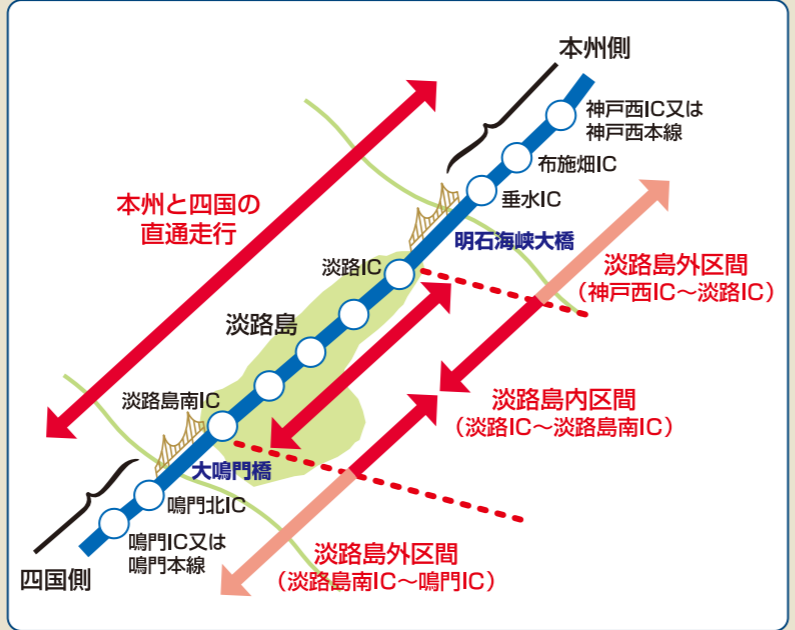 本州側
神戸西IC又は
神戸西本線
布施畑IC
垂水IC
本州と四国の
直通走行
明石海峡大橋
淡路IC
淡路島外区間
（神戸西IC～淡路IC）
淡路島
淡路島南IC
淡路島内区間
（淡路IC～淡路島南IC）
大鳴門橋
鳴門北IC
鳴門IC又は
鳴門本線
淡路島外区間
（淡路島南IC～鳴門IC）
四国側